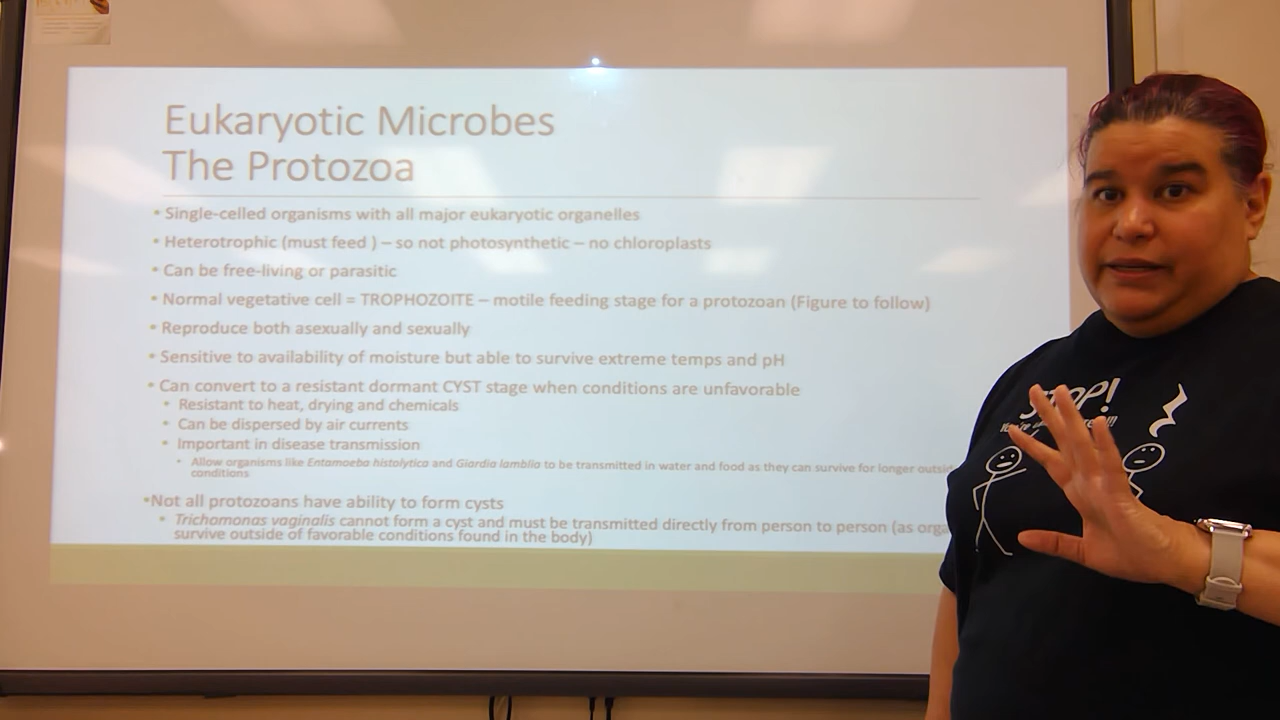 Eukaryotic Microbes
The Protozoa
• Single-celled organisms with all major eukaryotic organelles
• Heterotrophic (must feed ) – so not photosynthetic – no chloroplasts
• Can be free-living or parasitic
• Normal vegetative cell = TROPHOZOITE – motile feeding stage for a protozoan (Figure to follow)
• Reproduce both asexually and sexually
• Sensitive to availability of moisture but able to survive extreme temps and pH
• Can convert to a resistant dormant CYST stage when conditions are unfavorable
• Resistant to heat, drying and chemicals
• Can be dispersed by air currents
• Important in disease transmission
• Allow organisms like Entamoeba histolytica and Giardia lamblia to be transmitted in water and food as they can survive for longer
conditions
•Not all protozoans have ability to form cysts
• Trichomonas vaginalis cannot form a cyst and must be transmitted directly from person to person (as
survive outside of favorable conditions found in the body)
STOP!